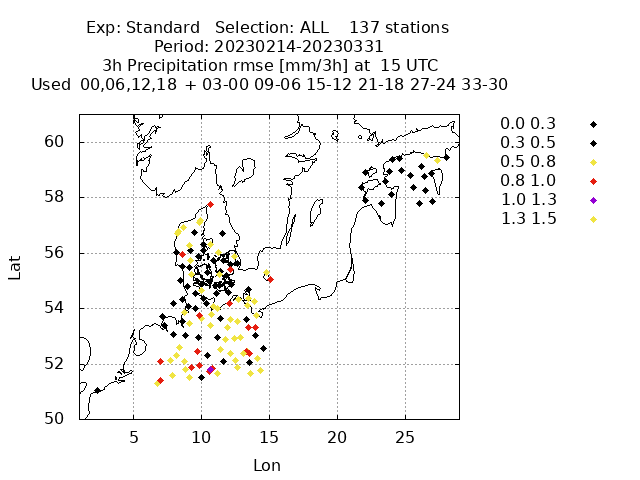 Exp: Standard   Selection: ALL    137 stations
Period: 20230214-20230331
3h Precipitation rmse [mm/3h] at  15 UTC
Used  00,06,12,18  + 03-00 09-06 15-12 21-18 27-24 33-30
0.0 0.3
0.3 0.5
0.5 0.8
0.8 1.0
1.0 1.3
1.3 1.5
60
58
56
54
52
50
Lat
5 10 15 20 25
Lon